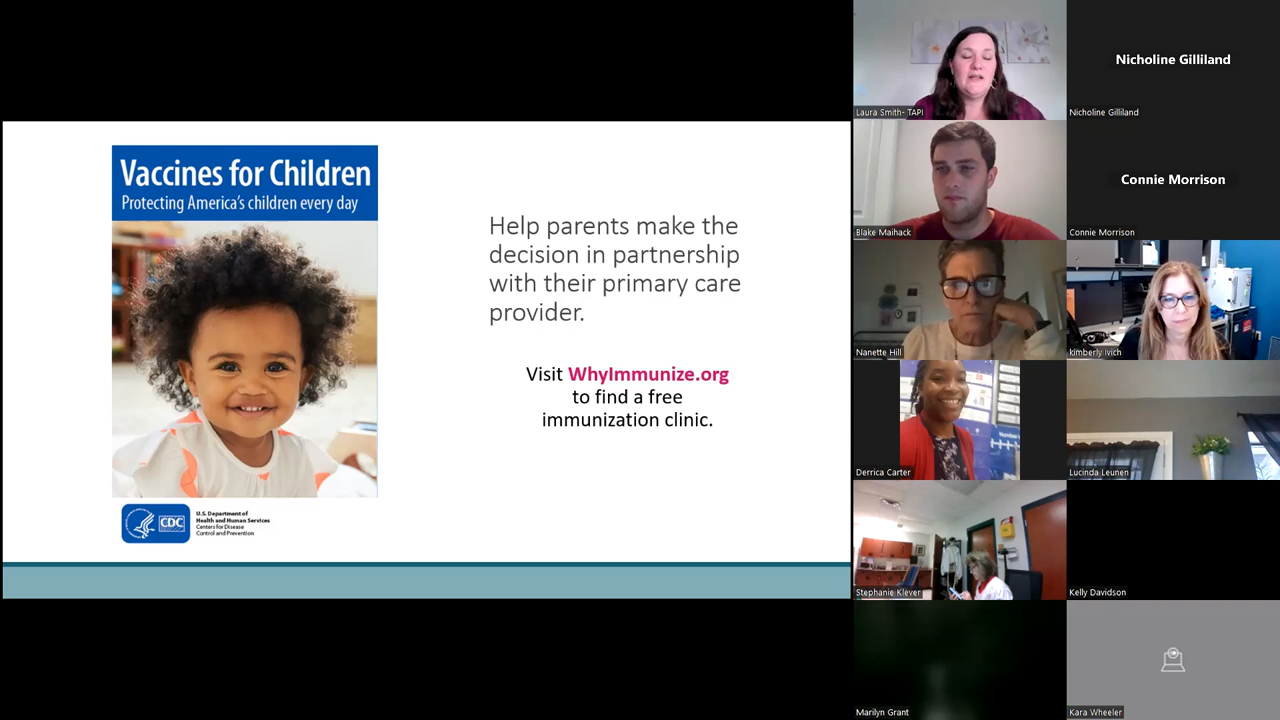 Vaccines for Children
Protecting America's children every day
CDC
U.S. Department of
Health and Human Services
Centers for Disease
Control and Prevention
Help parents make the
decision in partnership
with their primary care
provider.
Visit WhyImmunize.org
to find a free
immunization clinic.
Laura Smith- TAPI
Nicholine Gilliland
Nicholine Gilliland
Blake Maihack
Connie Morrison
Connie Morrison
Nanette Hill
kimberly Ivich
Derrica Carter
Lucinda Leunen
Stephanie Klever
Kelly Davidson
Marilyn Grant
Kara Wheeler